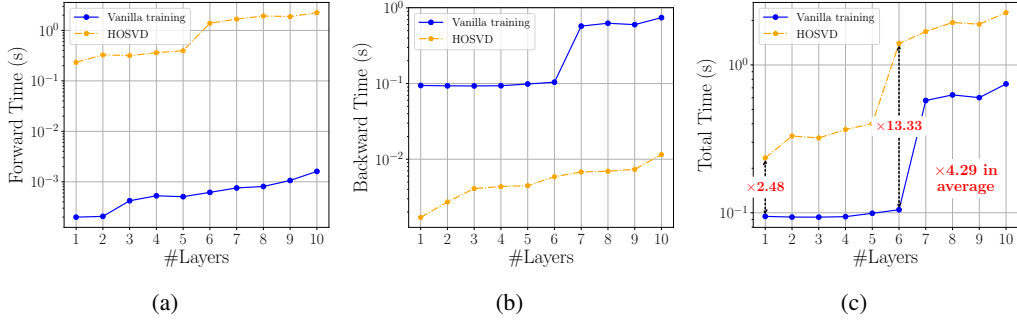 Vanilla training
HOSVD
Forward Time (s)
10^0
10^-1
10^-2
10^-3
1 2 3 4 5 6 7 8 9 10
#Layers
(a)
Vanilla training
HOSVD
Backward Time (s)
10^0
10^-1
10^-2
1 2 3 4 5 6 7 8 9 10
#Layers
(b)
Vanilla training
HOSVD
Total Time (s)
10^0
10^-1
×2.48
×13.33
×4.29 in
average
1 2 3 4 5 6 7 8 9 10
#Layers
(c)